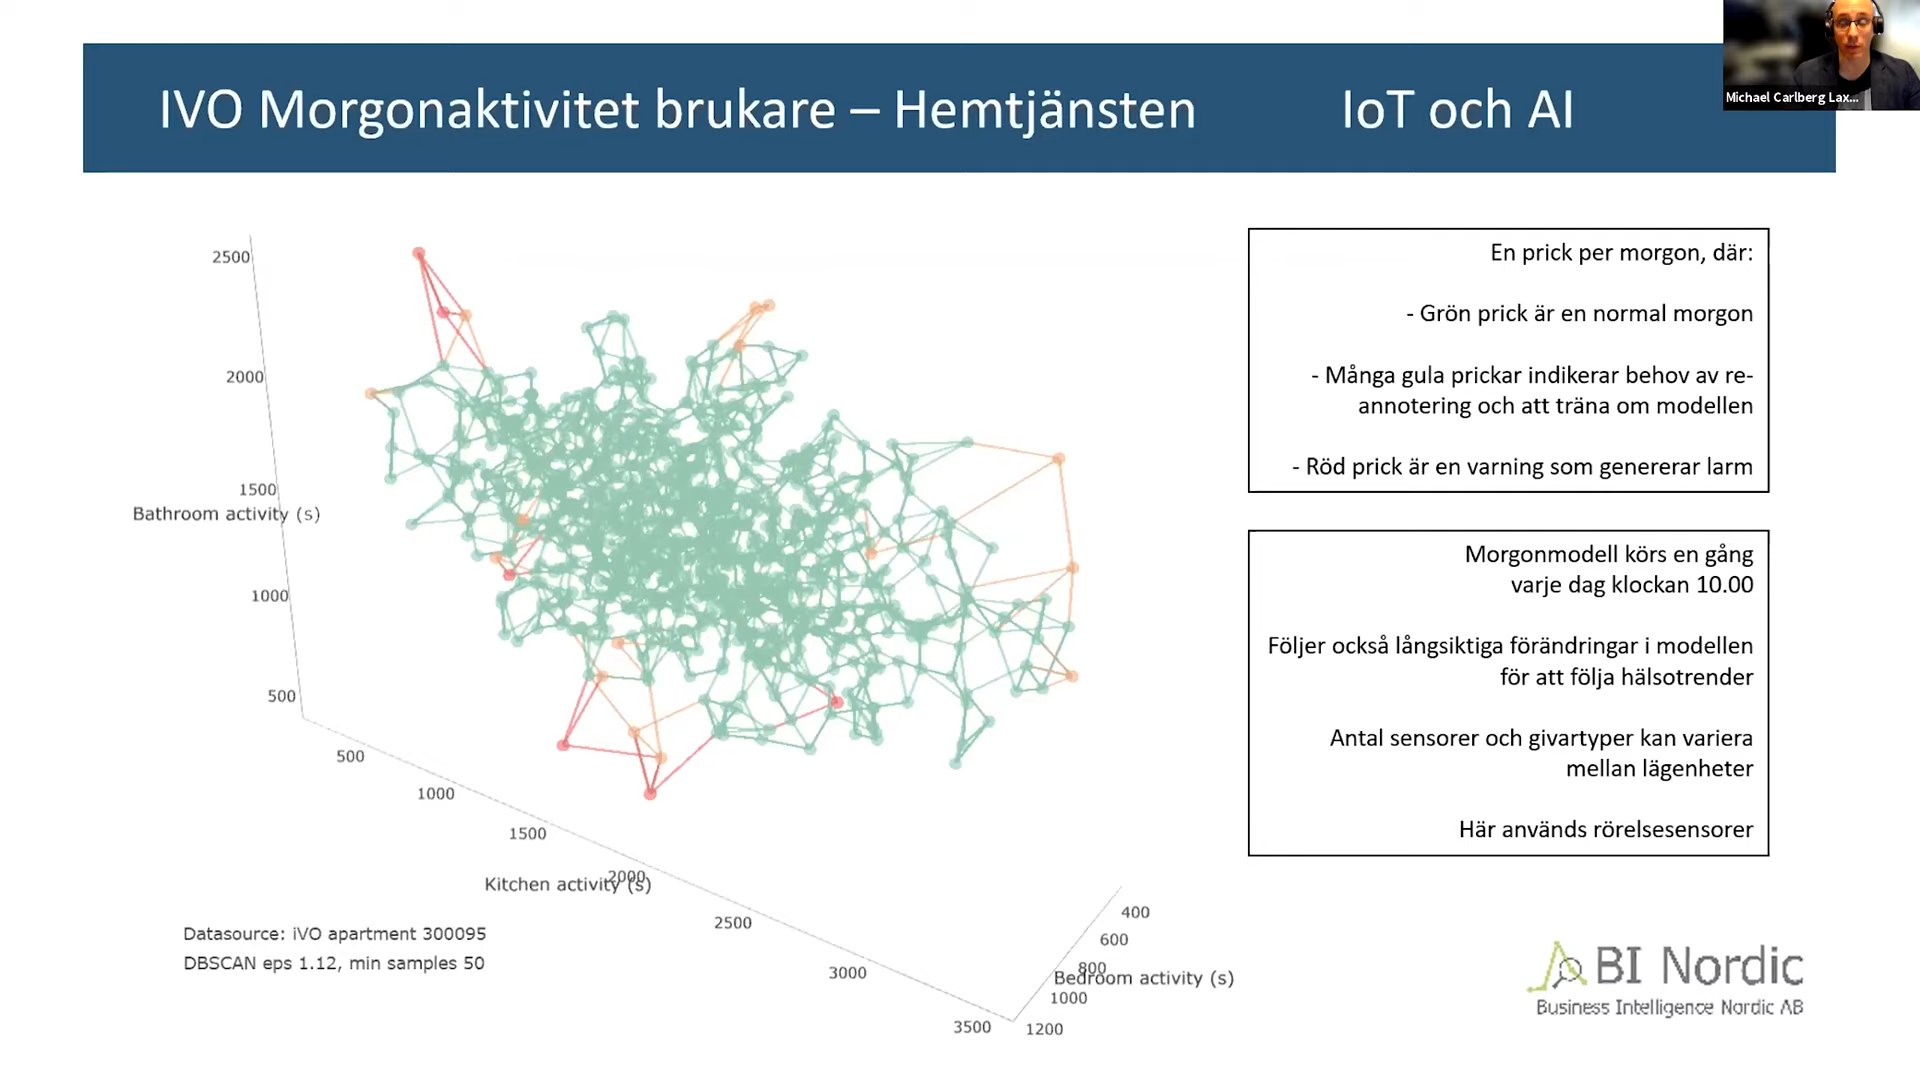 Michael Carlberg Lax...
IVO Morgonaktivitet brukare – Hemtjänsten IoT och AI
En prick per morgon, där:
- Grön prick är en normal morgon
- Många gula prickar indikerar behov av re-
annotering och att träna om modellen
- Röd prick är en varning som genererar larm
Morgonmodell körs en gång
varje dag klockan 10.00
Följer också långsiktiga förändringar i modellen
för att följa hälsotrender
Antal sensorer och givartyper kan variera
mellan lägenheter
Här används rörelsesensorer
2500
2000
1500
Bathroom activity (s)
1000
500
500
1000
1500
2000
Kitchen activity (s)
2500
3000
3500
400
600
800
Bedroom activity (s)
1000
1200
Datasource: iVO apartment 300095
DBSCAN eps 1.12, min samples 50
BI Nordic
Business Intelligence Nordic AB